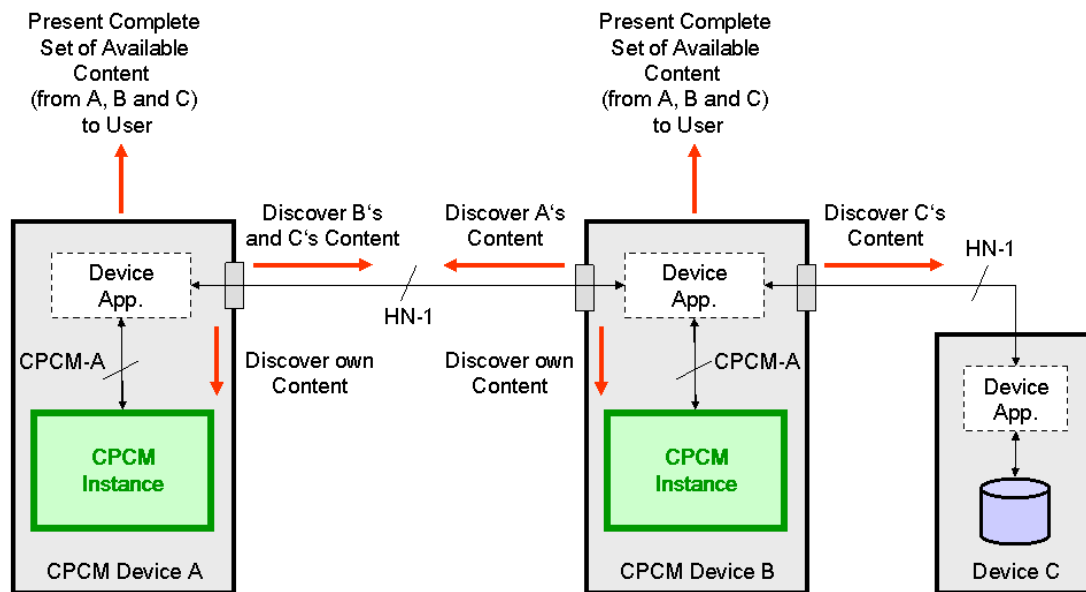 Present Complete
Set of Available
Content
(from A, B and C)
to User
Present Complete
Set of Available
Content
(from A, B and C)
to User
Discover B's
and C's Content
Discover A's
Content
Discover C's
Content
HN-1
Device
App.
HN-1
Device
App.
CPCM-A
Discover own
Content
Discover own
Content
CPCM-A
Device
App.
CPCM
Instance
CPCM
Instance
CPCM Device A
CPCM Device B
Device C